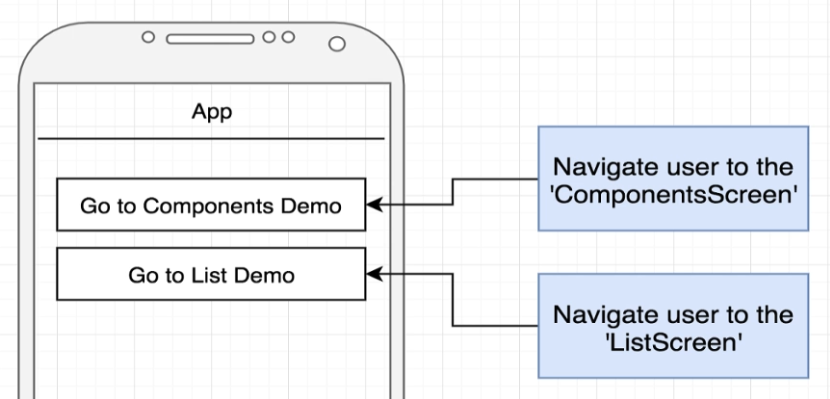 App
Go to Components Demo
Go to List Demo
Navigate user to the
'ComponentsScreen'
Navigate user to the
'ListScreen'